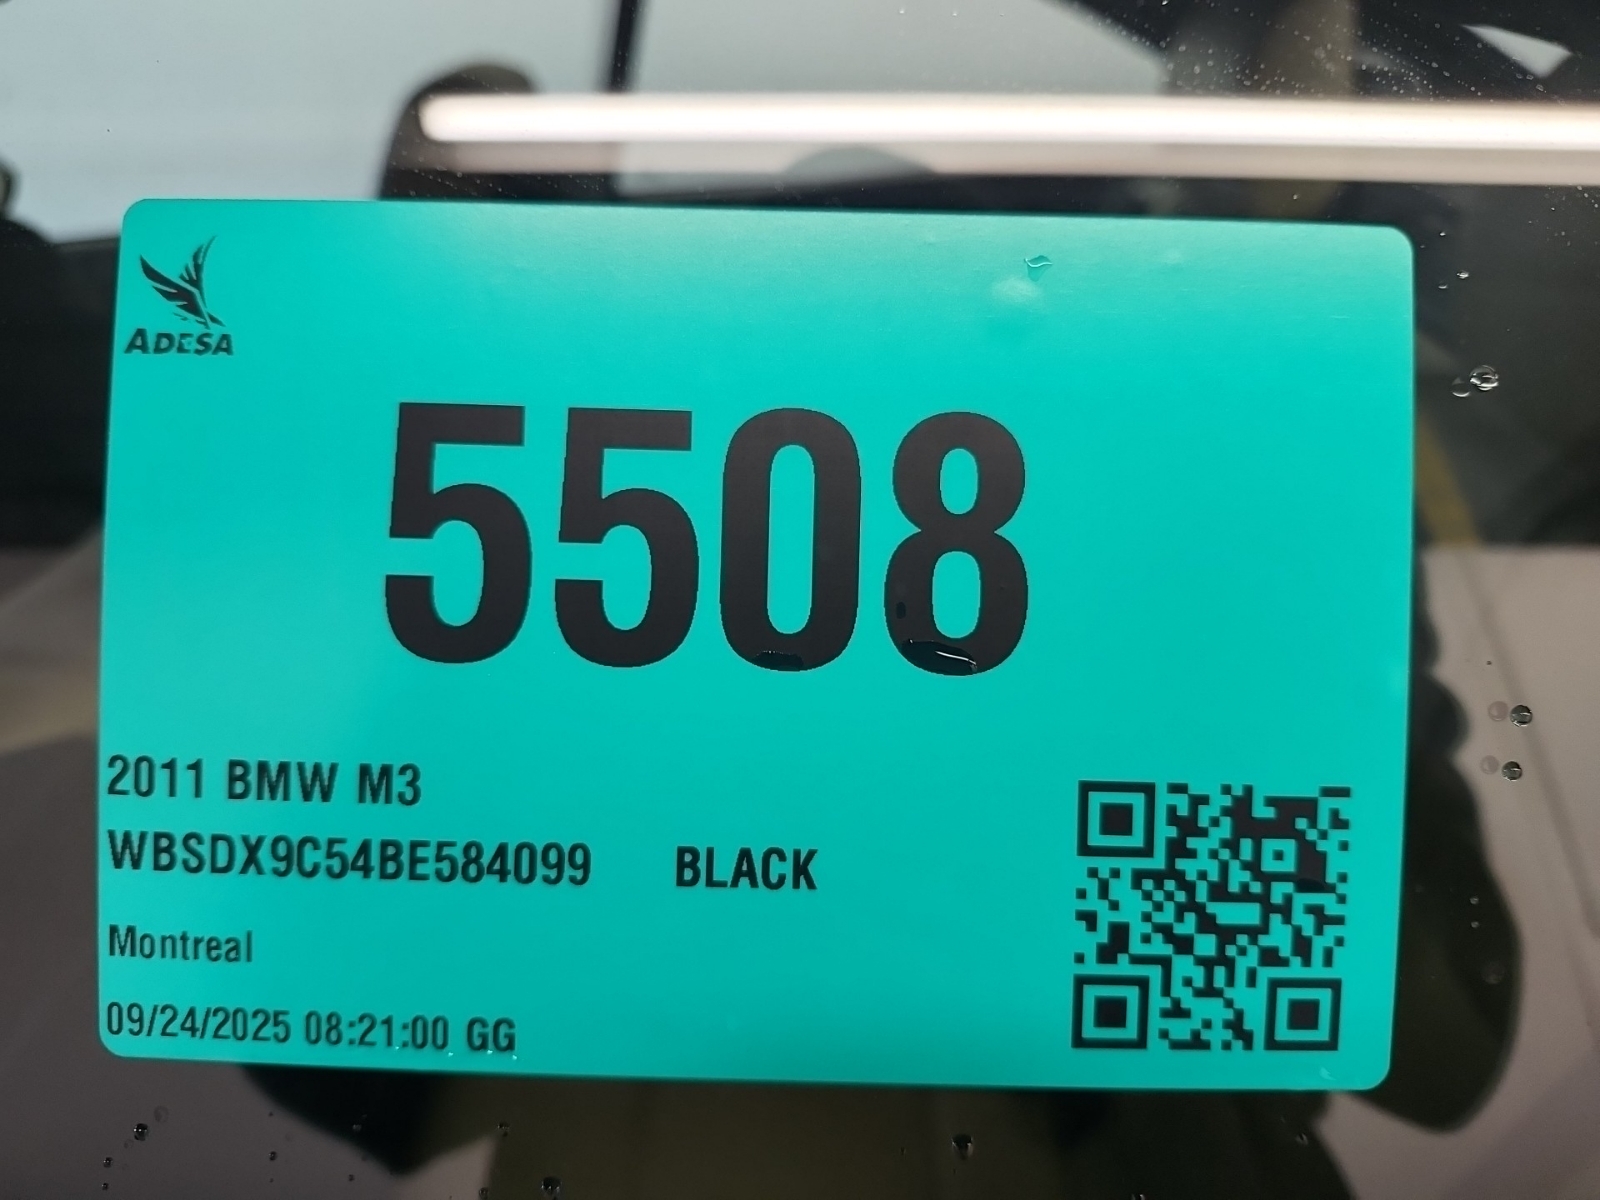 ADESA
5508
2011 BMW M3
WBSDX9C54BE584099 BLACK
Montreal
09/24/2025 08:21:00 GG